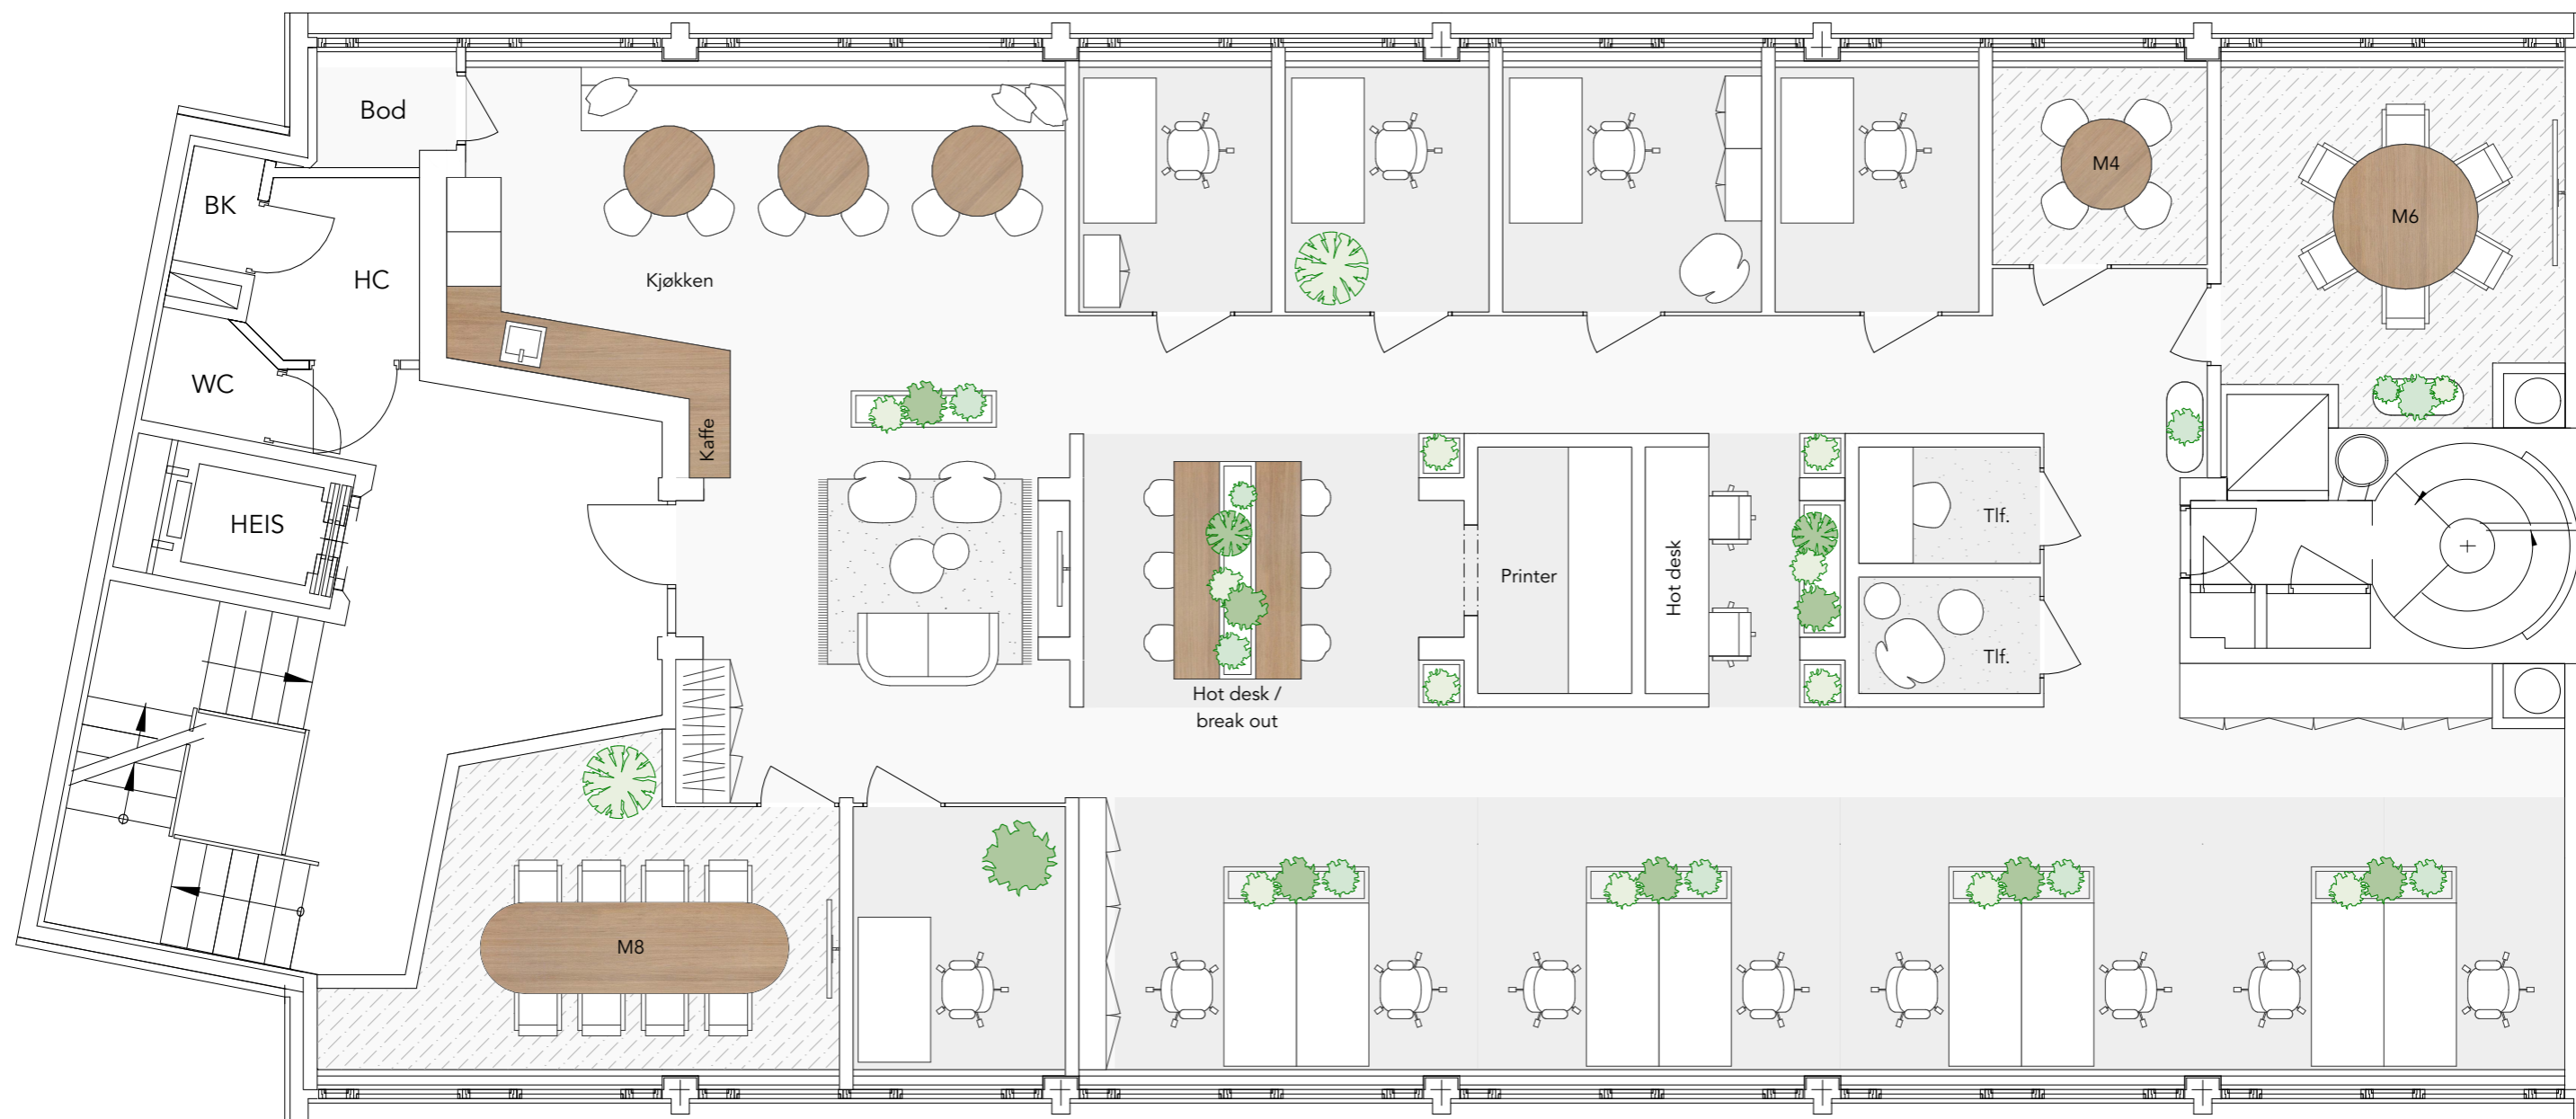 Bod
BK
HC
WC
HEIS
Kjøkken
Kaffe
M4
M6
Hot desk /
break out
Printer
Hot desk
Tlf.
Tlf.
M8